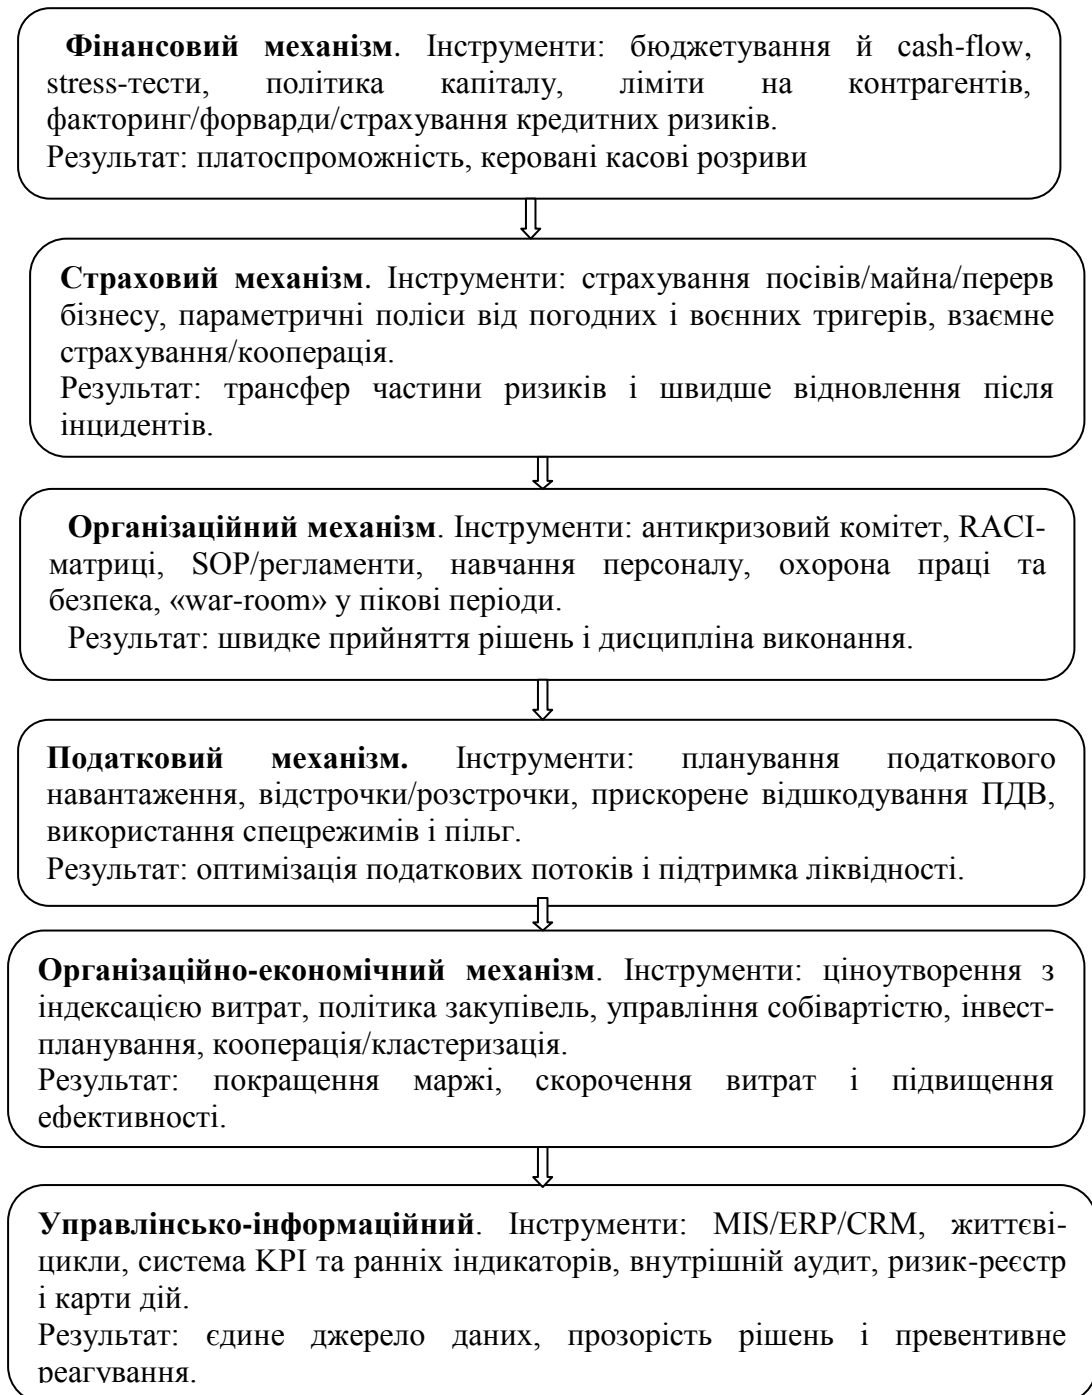 Фінансовий механізм. Інструменти: бюджетування й cash-flow,
stress-тести, політика капіталу, ліміти на контрагентів,
факторинг/форварди/страхування кредитних ризиків.
Результат: платоспроможність, керовані касові розриви
Страховий механізм. Інструменти: страхування посівів/майна/перерв
бізнесу, параметричні поліси від погодних і воєнних тригерів, взаємне
страхування/кооперація.
Результат: трансфер частини ризиків і швидше відновлення після
інцидентів.
Організаційний механізм. Інструменти: антикризовий комітет, RACI-
матриці, SOP/регламенти, навчання персоналу, охорона праці та
безпека, «war-room» у пікові періоди.
Результат: швидке прийняття рішень і дисципліна виконання.
Податковий механізм. Інструменти: планування податкового
навантаження, відстрочки/розстрочки, прискорене відшкодування ПДВ,
використання спецрежимів і пільг.
Результат: оптимізація податкових потоків і підтримка ліквідності.
Організаційно-економічний механізм. Інструменти: ціноутворення з
індексацією витрат, політика закупівель, управління собівартістю, інвест-
планування, кооперація/кластеризація.
Результат: покращення маржі, скорочення витрат і підвищення
ефективності.
Управлінсько-інформаційний. Інструменти: MIS/ERP/CRM, життєві-
цикли, система KPI та ранніх індикаторів, внутрішній аудит, ризик-реєстр
і карти дій.
Результат: єдине джерело даних, прозорість рішень і превентивне
реагування.